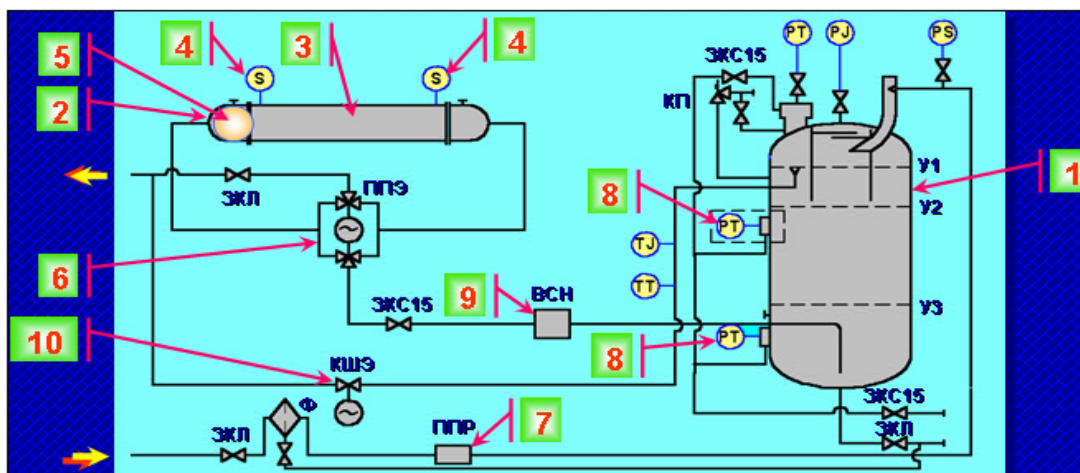 4
3
4
5
2
S
S
ЗКС15
PT
PJ
PS
КП
ЗКЛ
ППЭ
У1
1
8
У2
PT
6
TJ
TT
9
ВСН
У3
ЗКС15
10
PT
8
КШЭ
Ф
ЗКС15
ЗКЛ
ППР
7
ЗКЛ